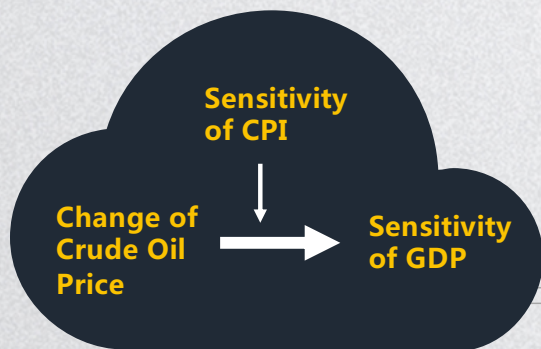 Sensitivity
of CPI
Change of
Crude Oil
Price
Sensitivity
of GDP